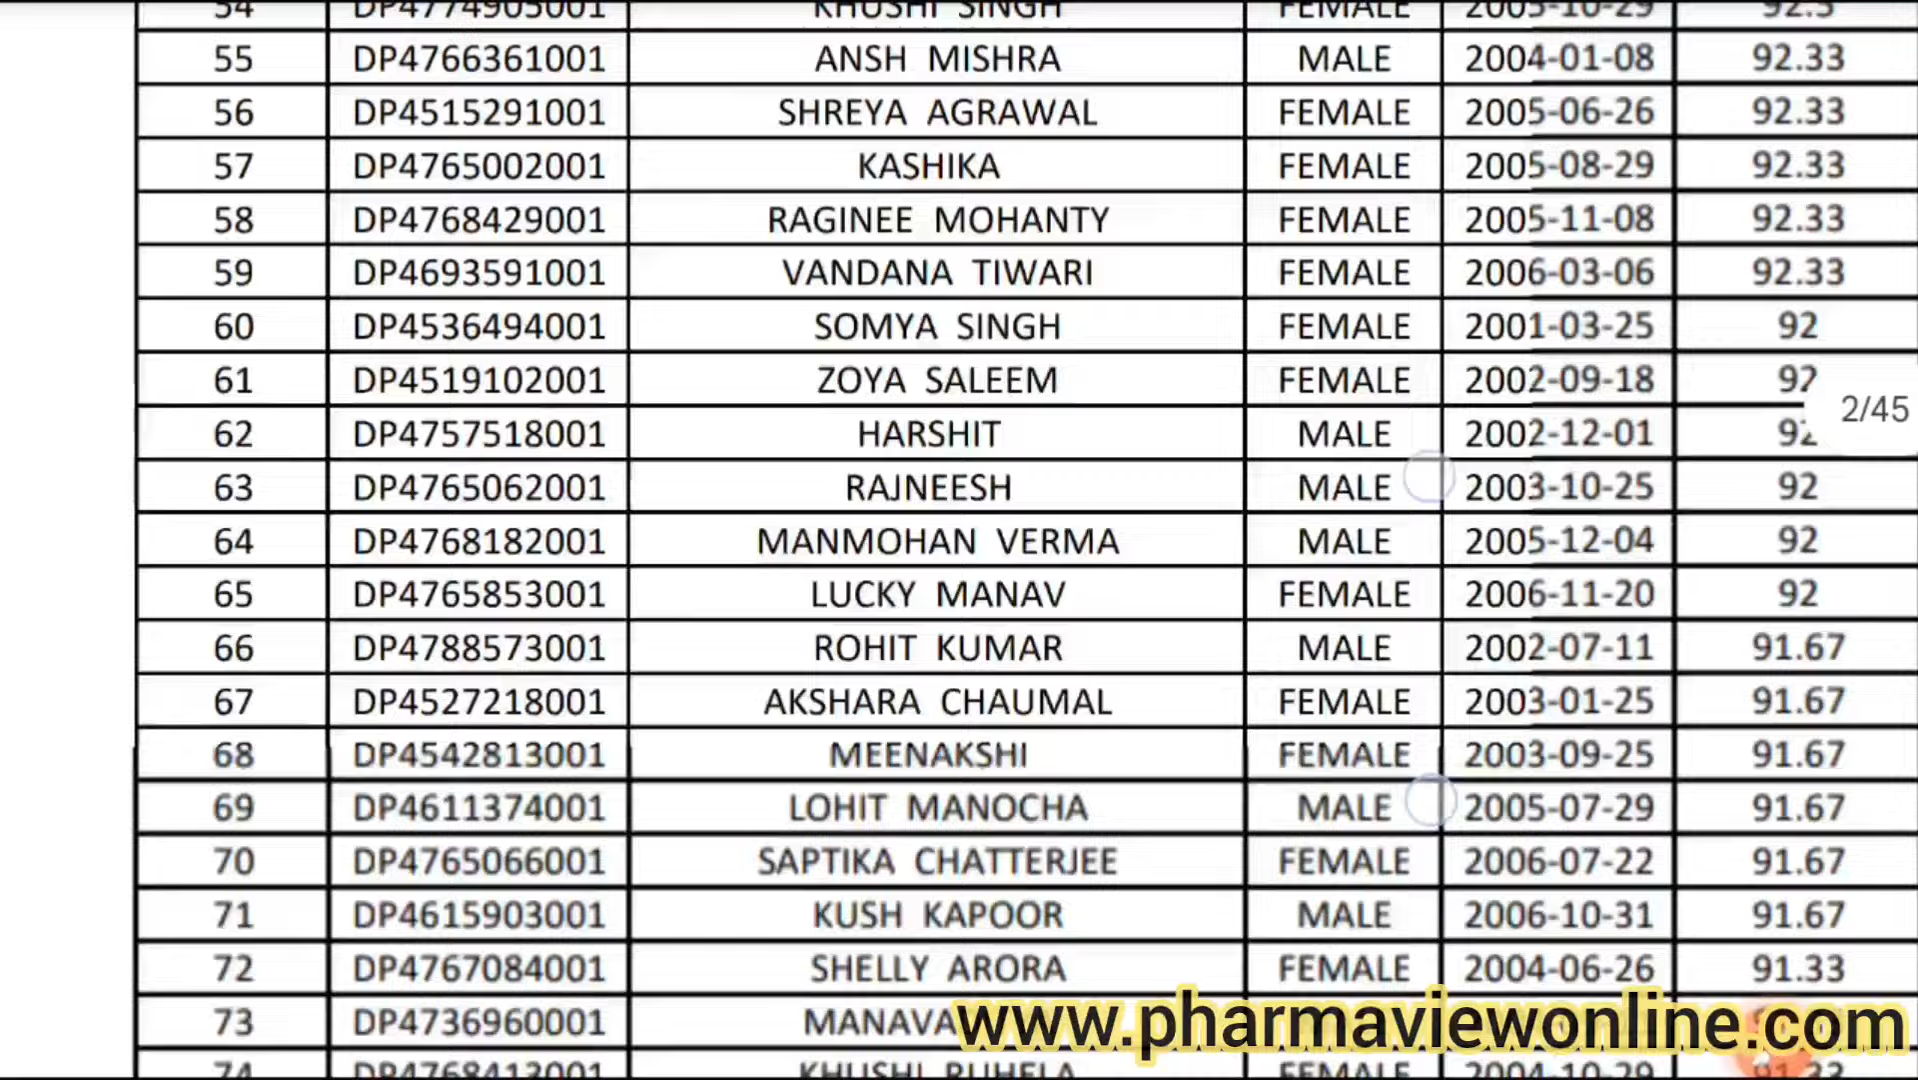 54 DP4774905001 KHUSHI SINGH FEMALE 2005-10-29 92.5
55 DP4766361001 ANSH MISHRA MALE 2004-01-08 92.33
56 DP4515291001 SHREYA AGRAWAL FEMALE 2005-06-26 92.33
57 DP4765002001 KASHIKA FEMALE 2005-08-29 92.33
58 DP4768429001 RAGINEE MOHANTY FEMALE 2005-11-08 92.33
59 DP4693591001 VANDANA TIWARI FEMALE 2006-03-06 92.33
60 DP4536494001 SOMYA SINGH FEMALE 2001-03-25 92
61 DP4519102001 ZOYA SALEEM FEMALE 2002-09-18 92
2/45
62 DP4757518001 HARSHIT MALE 2002-12-01 92
63 DP4765062001 RAJNEESH MALE 2003-10-25 92
64 DP4768182001 MANMOHAN VERMA MALE 2005-12-04 92
65 DP4765853001 LUCKY MANAV FEMALE 2006-11-20 92
66 DP4788573001 ROHIT KUMAR MALE 2002-07-11 91.67
67 DP4527218001 AKSHARA CHAUMAL FEMALE 2003-01-25 91.67
68 DP4542813001 MEENAKSHI FEMALE 2003-09-25 91.67
69 DP4611374001 LOHIT MANOCHA MALE 2005-07-29 91.67
70 DP4765066001 SAPTIKA CHATTERJEE FEMALE 2006-07-22 91.67
71 DP4615903001 KUSH KAPOOR MALE 2006-10-31 91.67
72 DP4767084001 SHELLY ARORA FEMALE 2004-06-26 91.33
73 DP4736960001
www.pharmaviewonline.com
74 DP4768413001 KHUSHI RUHELA FEMALE 2004-10-29